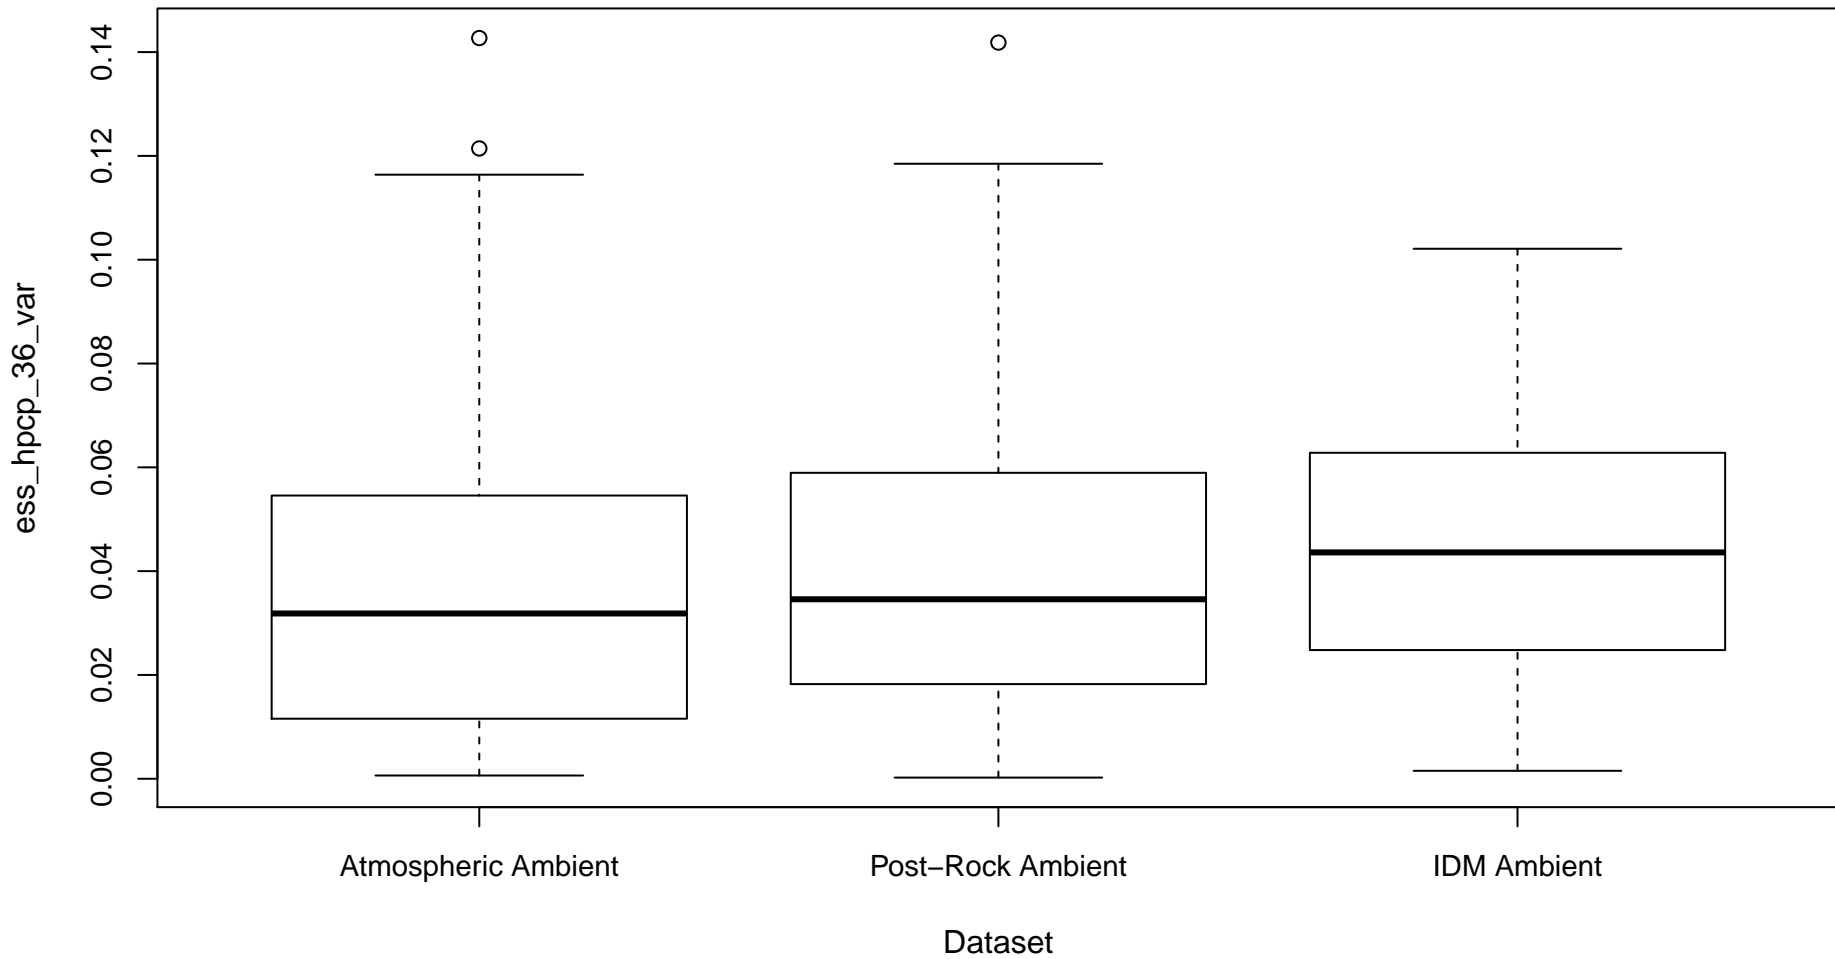 ess_hpcp_36_var
0.14
0.12
0.10
0.08
0.06
0.04
0.02
0.00
Atmospheric Ambient
Post−Rock Ambient
IDM Ambient
Dataset